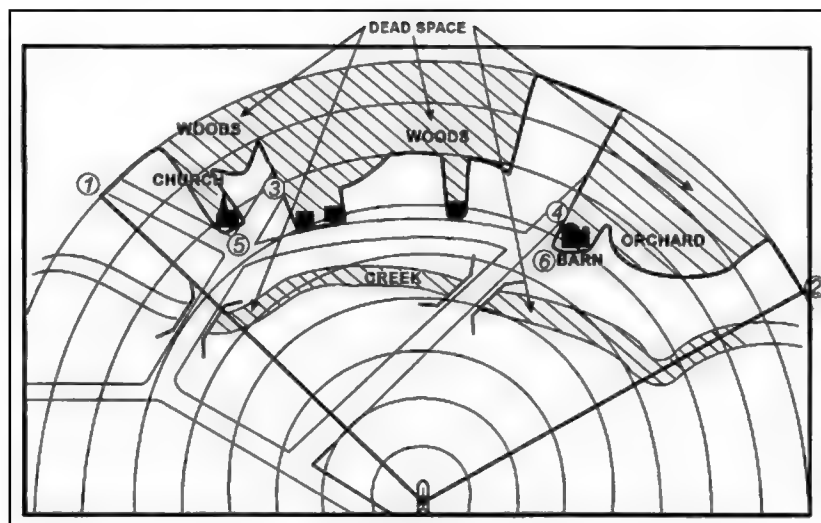 DEAD SPACE
WOODS
WOODS
1
CHURCH
3
4
5
ORCHARD
6
BARN
CREEK
2